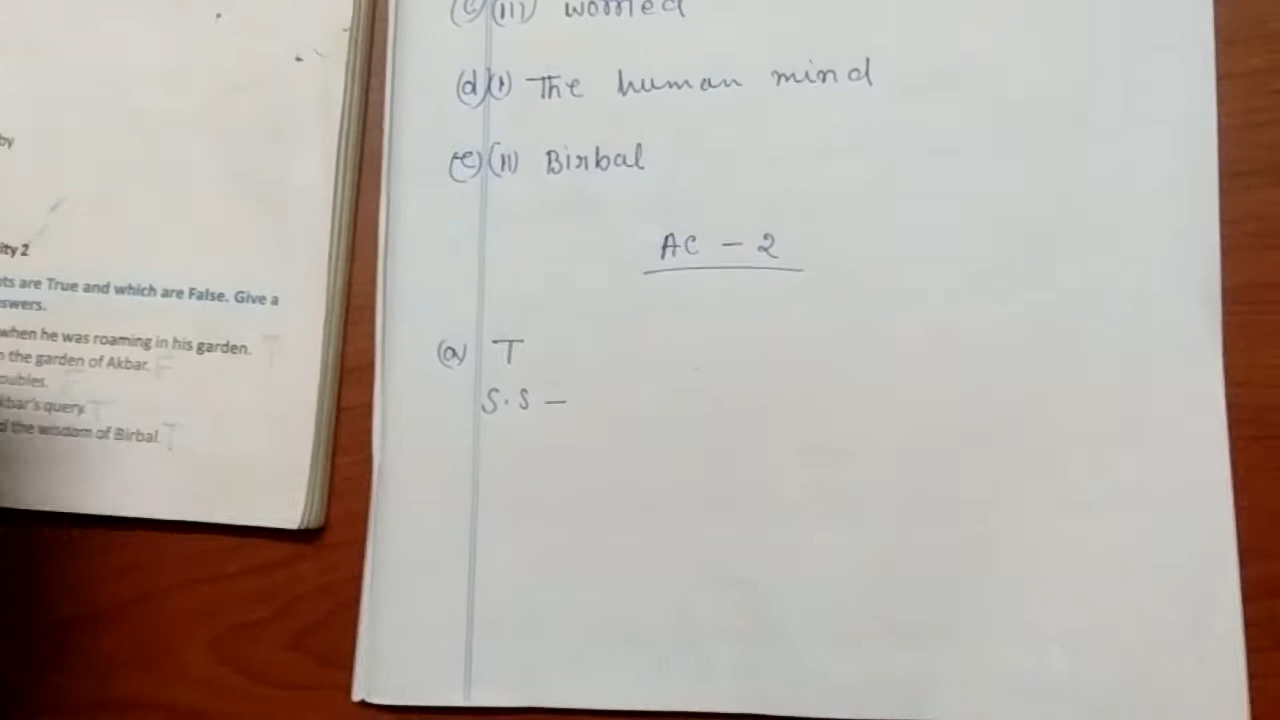 by
ity 2
ts are True and which are False. Give a
swers.
when he was roaming in his garden. T
the garden of Akbar. F
oubles. F
kbar's query. T
d the wisdom of Birbal. T
(c) (iii) worried
(d) (i) The human mind
(e) (ii) Birbal
AC - 2
(a) T
S.S -